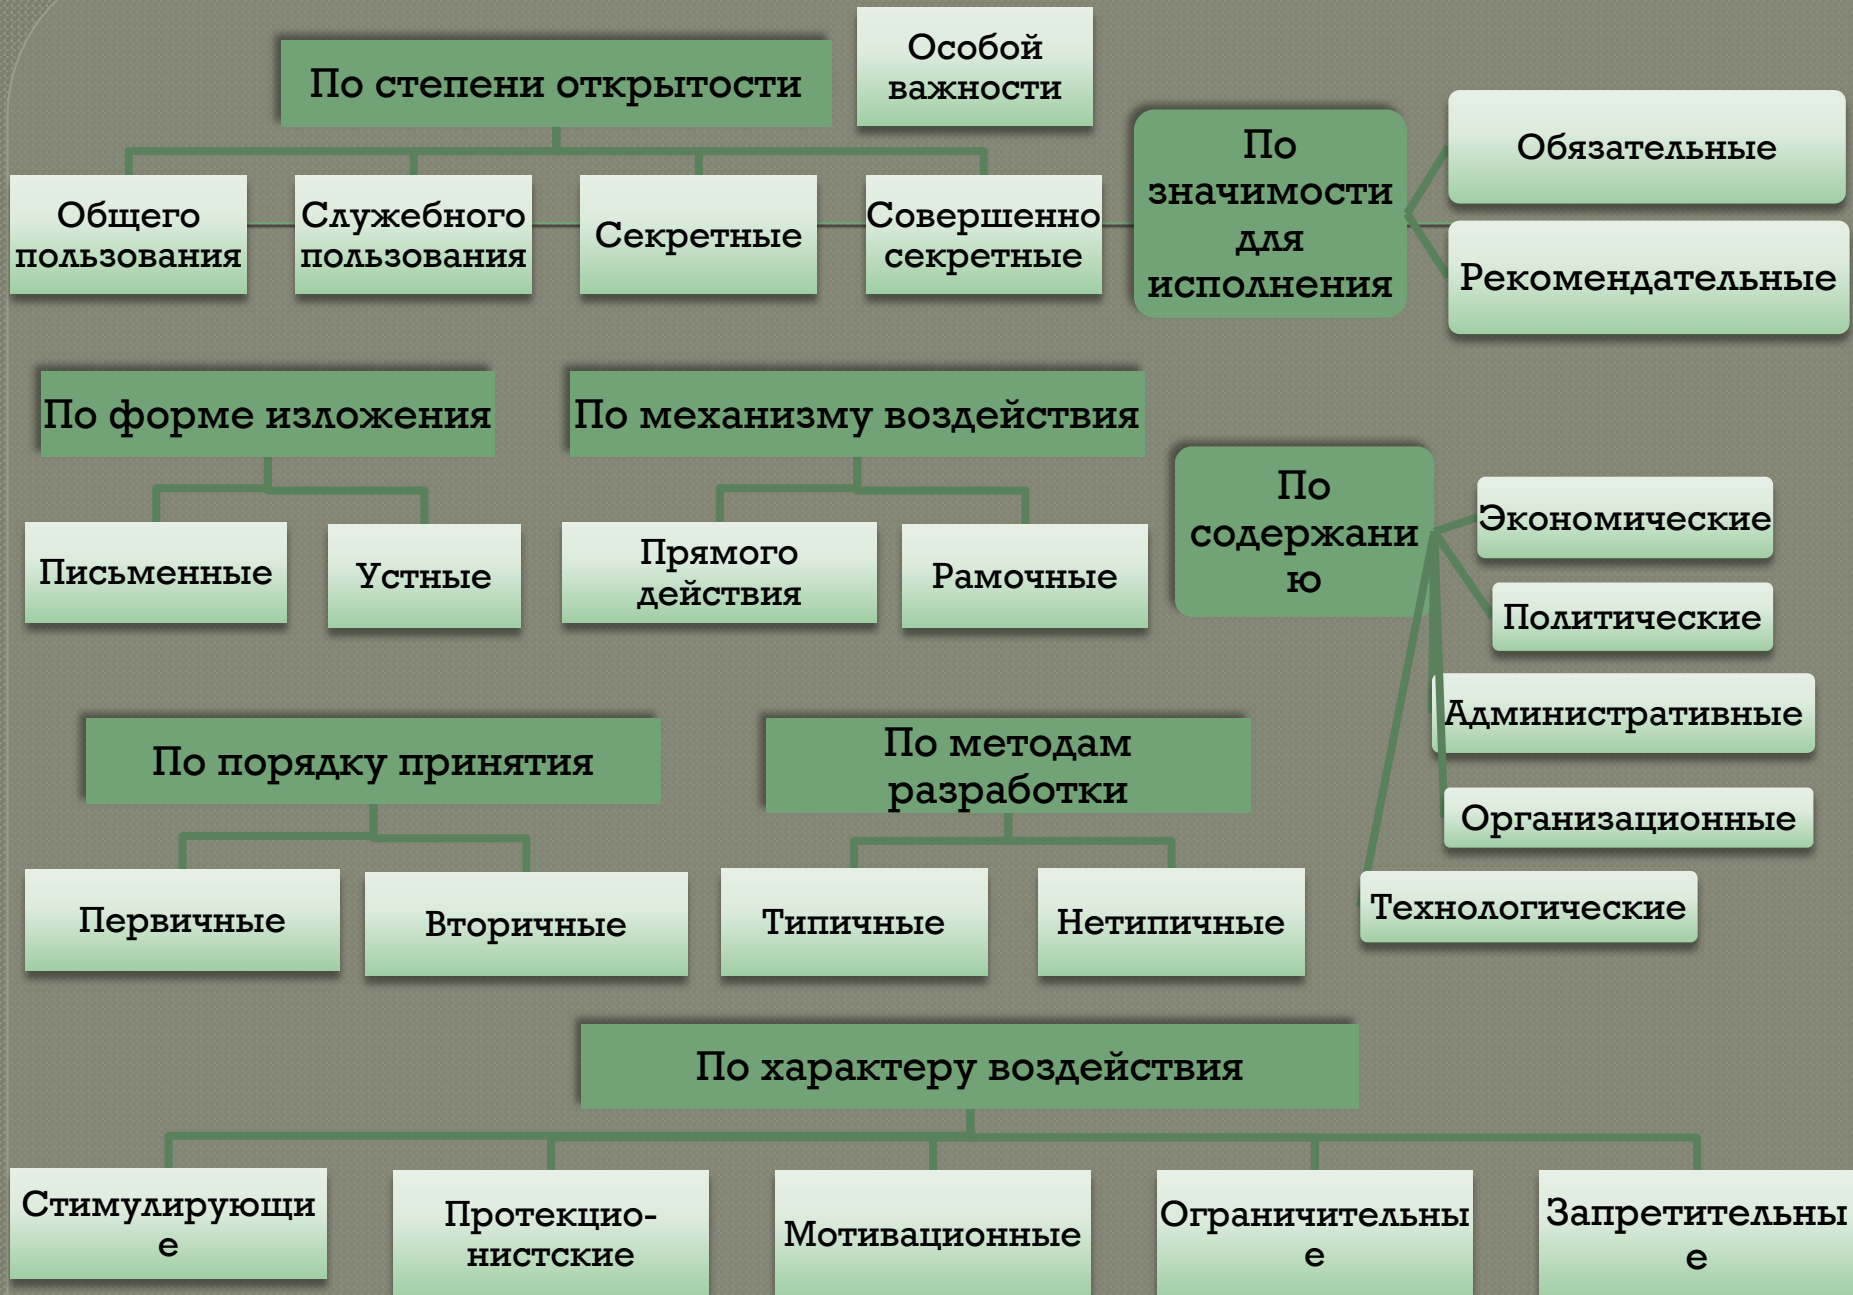 По степени открытости
Особой
важности
Общего
пользования
Служебного
пользования
Секретные
Совершенно
секретные
По
значимости
для
исполнения
Обязательные
Рекомендательные
По форме изложения
Письменные
Устные
По механизму воздействия
Прямого
действия
Рамочные
По
содержани
ю
Экономические
Политические
Административные
Организационные
Технологические
По порядку принятия
Первичные
Вторичные
По методам
разработки
Типичные
Нетипичные
По характеру воздействия
Стимулирующи
е
Протекцио-
нистские
Мотивационные
Ограничительны
е
Запретительны
е